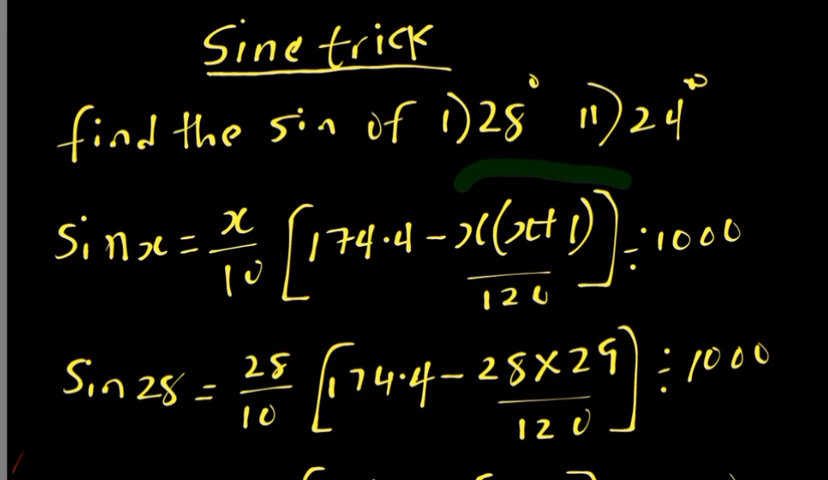 Sine trick
find the sin of i) 28° ii) 24°
Sin x = x/10 [174.4 - x(x+1)/120] ÷ 1000
Sin 28 = 28/10 [174.4 - 28×29/120] ÷ 1000